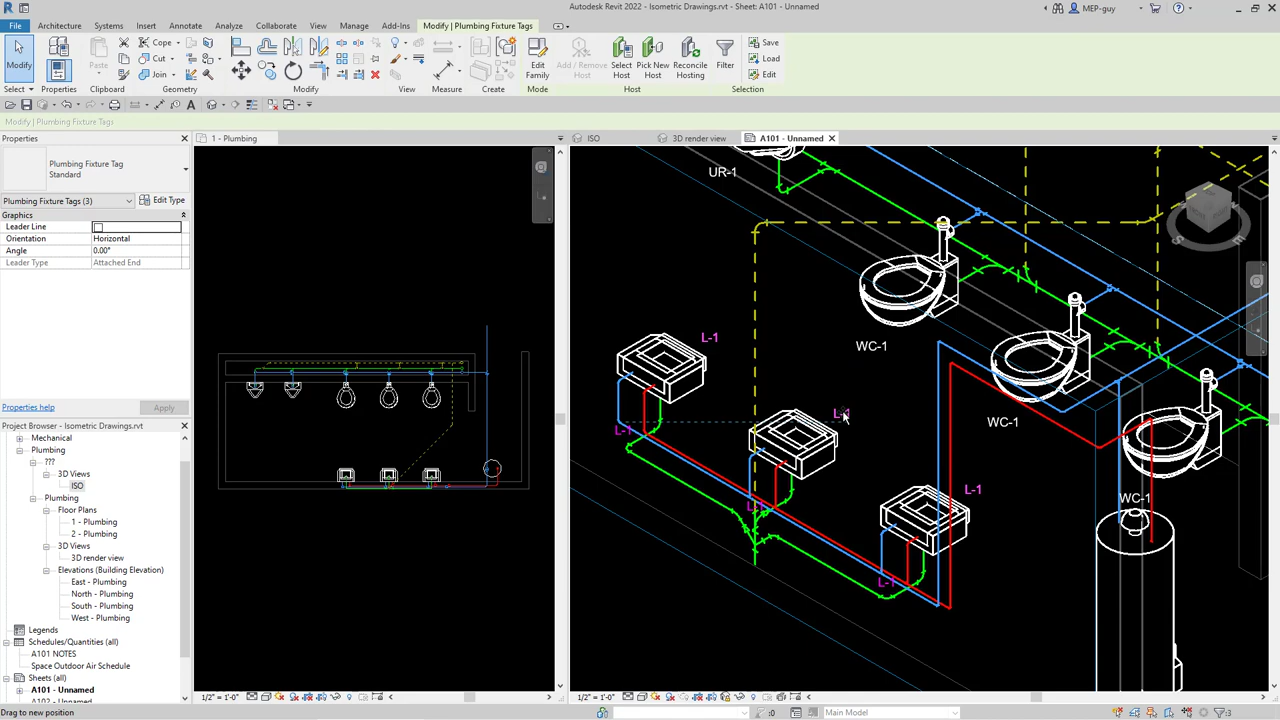 Autodesk Revit 2022 - Isometric Drawings.rvt - Sheet: A101 - Unnamed
MEP-guy
File Architecture Systems Insert Annotate Analyze Collaborate View Manage Add-Ins Modify | Plumbing Fixture Tags
Modify
Properties
Paste
Cope
Cut
Join
Edit Family
Add / Remove Host
Select Host
Pick New Host
Reconcile Hosting
Filter
Save
Load
Edit
Select Properties Clipboard Geometry Modify View Measure Create Mode Host Selection
Modify | Plumbing Fixture Tags
Properties
Plumbing Fixture Tag
Standard
Plumbing Fixture Tags (3)
Edit Type
Graphics
Leader Line
Orientation Horizontal
Angle 0.00°
Leader Type Attached End
Properties help
Apply
Project Browser - Isometric Drawings.rvt
Mechanical
Plumbing
???
3D Views
ISO
Plumbing
Floor Plans
1 - Plumbing
2 - Plumbing
3D Views
3D render view
Elevations (Building Elevation)
East - Plumbing
North - Plumbing
South - Plumbing
West - Plumbing
Legends
Schedules/Quantities (all)
A101 NOTES
Space Outdoor Air Schedule
Sheets (all)
A101 - Unnamed
1 - Plumbing
ISO
3D render view
A101 - Unnamed
UR-1
WC-1
WC-1
WC-1
L-1
L-1
L-1
L-1
L-1
L-1
S
E
1/2" = 1'-0"
1/2" = 1'-0"
Drag to new position
:0
Main Model
:3